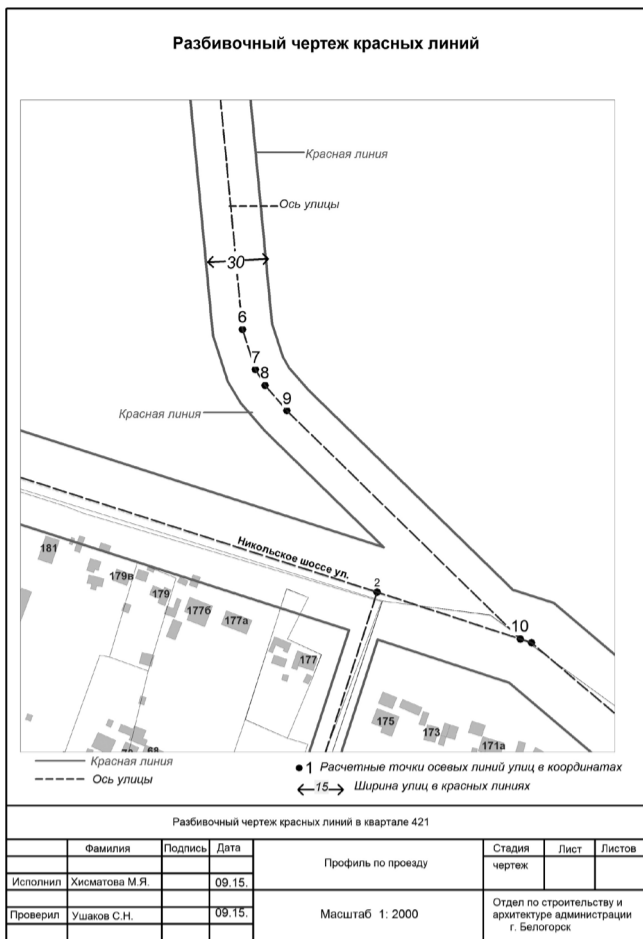 Разбивочный чертеж красных линий
Красная линия
Ось улицы
30
6
7
8
9
Красная линия
Никольское шоссе ул.
2
10
181
179в
179
177б
177а
177
175
173
171а
68
Красная линия
Ось улицы
1 Расчетные точки осевых линий улиц в координатах
15 Ширина улиц в красных линиях
Разбивочный чертеж красных линий в квартале 421
Фамилия Подпись Дата
Исполнил Хисматова М.Я. 09.15.
Проверил Ушаков С.Н. 09.15.
Профиль по проезду
Масштаб 1: 2000
Стадия Лист Листов
чертеж
Отдел по строительству и
архитектуре администрации
г. Белогорск